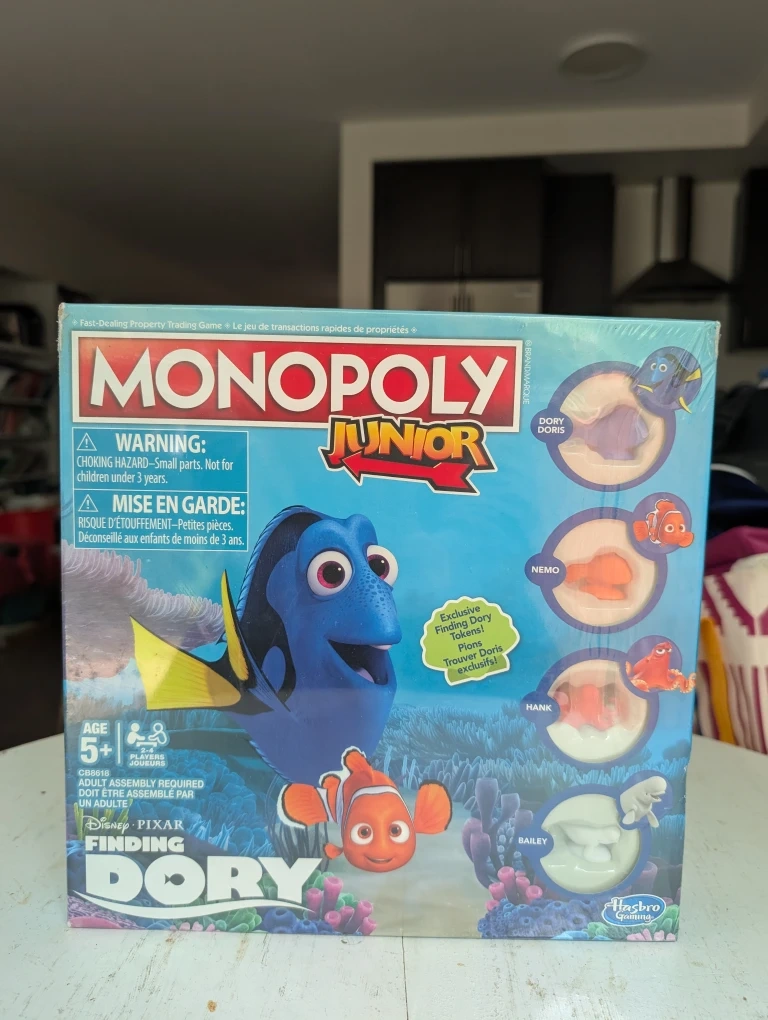 ✦ Fast-Dealing Property Trading Game ✦ Le jeu de transactions rapides de propriétés ✦
MONOPOLY
JUNIOR
® BRAND/MARQUE
⚠ WARNING:
CHOKING HAZARD–Small parts. Not for
children under 3 years.
⚠ MISE EN GARDE:
RISQUE D'ÉTOUFFEMENT–Petites pièces.
Déconseillé aux enfants de moins de 3 ans.
DORY
DORIS
NEMO
HANK
BAILEY
Exclusive
Finding Dory
Tokens!
Pions
Trouver Doris
exclusifs!
AGE
5+
2-4
PLAYERS
JOUEURS
CB8618
ADULT ASSEMBLY REQUIRED
DOIT ÊTRE ASSEMBLÉ PAR
UN ADULTE
Disney • PIXAR
FINDING
DORY
Hasbro
Gaming